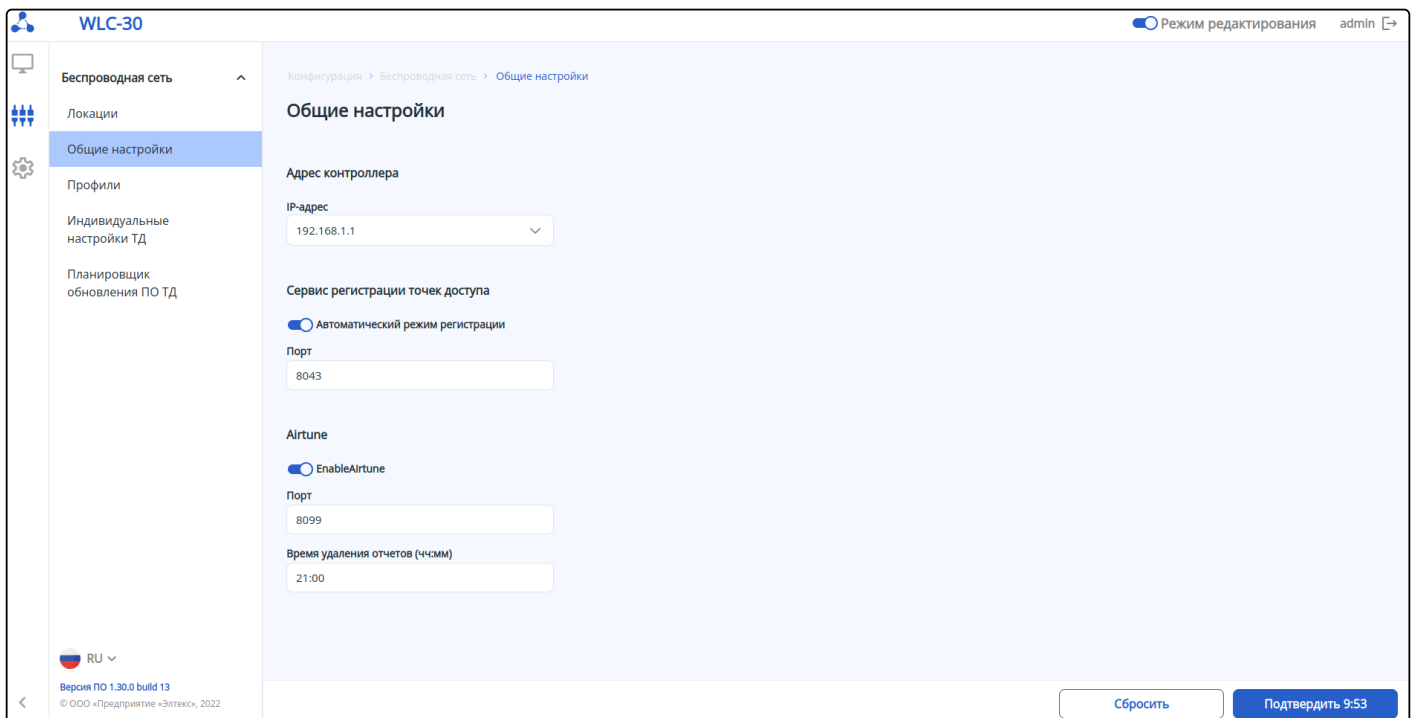 WLC-30
Режим редактирования
admin
Беспроводная сеть
Локации
Общие настройки
Профили
Индивидуальные
настройки ТД
Планировщик
обновления ПО ТД
Конфигурация > Беспроводная сеть > Общие настройки
Общие настройки
Адрес контроллера
IP-адрес
192.168.1.1
Сервис регистрации точек доступа
Автоматический режим регистрации
Порт
8043
Airtune
EnableAIrtune
Порт
8099
Время удаления отчетов (чч:мм)
21:00
RU
Версия ПО 1.30.0 build 13
© ООО «Предприятие «Элтекс», 2022
Сбросить
Подтвердить 9:53